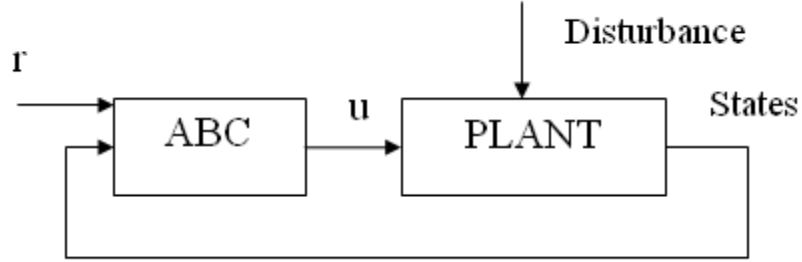 Disturbance
r
States
ABC
u
PLANT